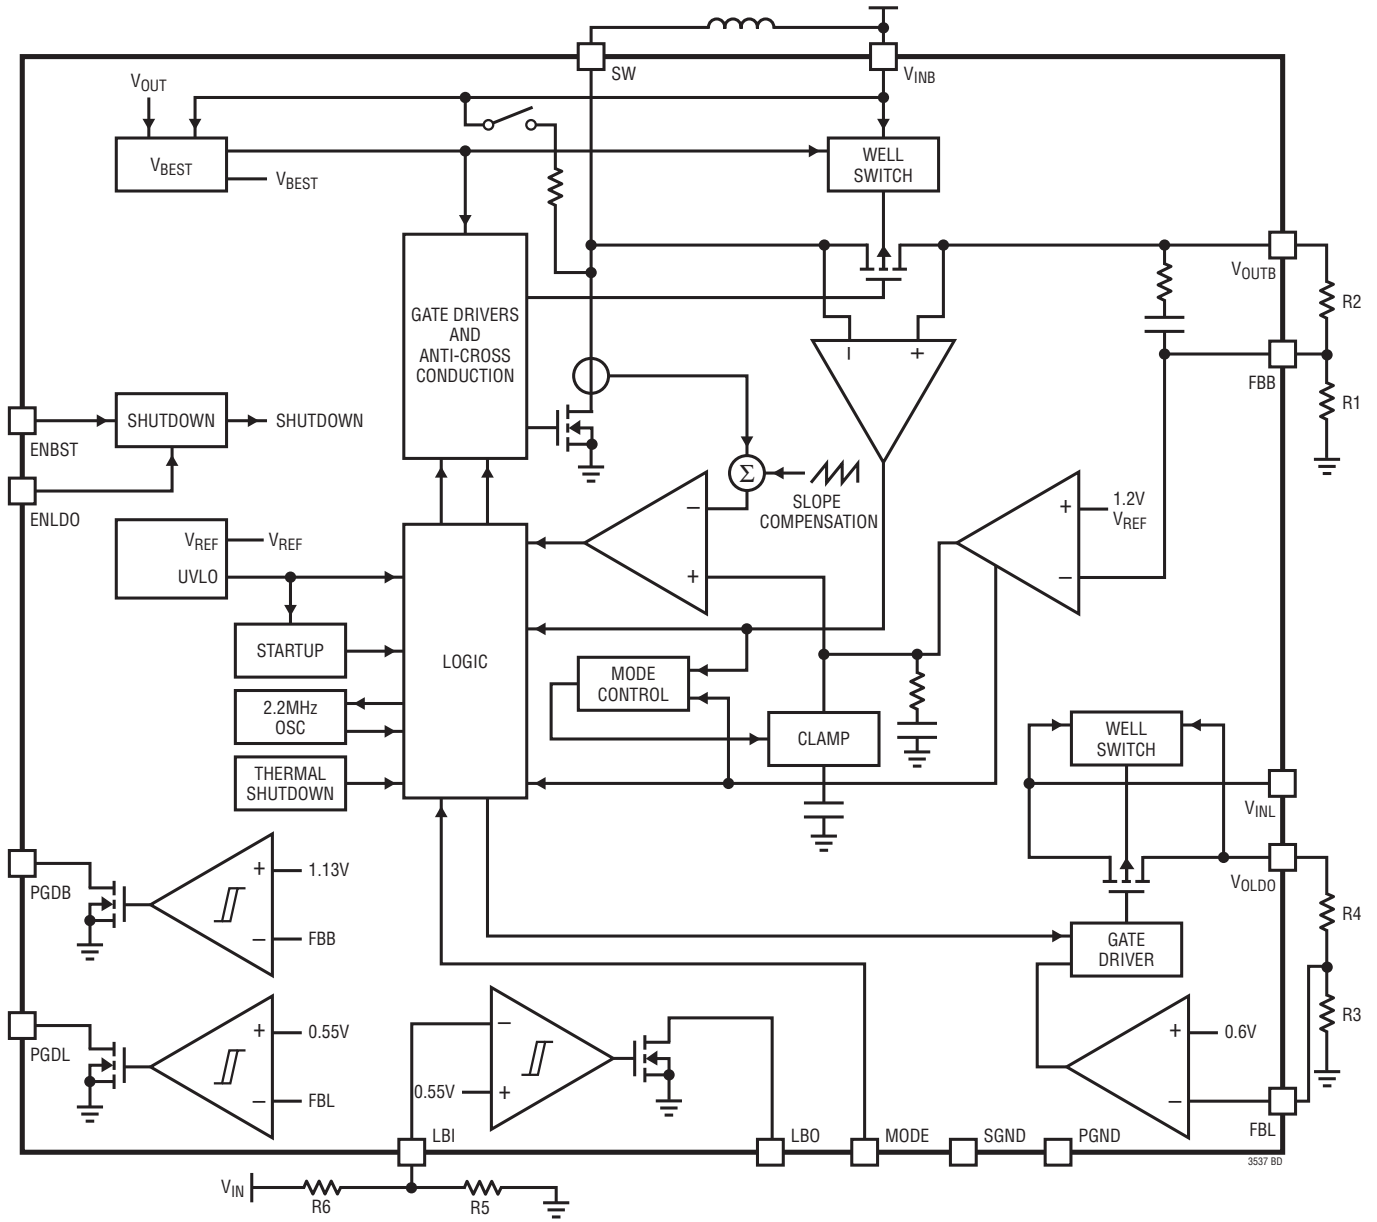 SW
VINB
VOUT
VBEST
VBEST
WELL
SWITCH
VOUTB
R2
GATE DRIVERS
AND
ANTI-CROSS
CONDUCTION
– +
FBB
R1
ENBST
SHUTDOWN
SHUTDOWN
ENLDO
Σ
SLOPE
COMPENSATION
–
+
+
1.2V
VREF
–
VREF
VREF
UVLO
STARTUP
LOGIC
MODE
CONTROL
2.2MHz
OSC
CLAMP
WELL
SWITCH
THERMAL
SHUTDOWN
VINL
PGDB
+
1.13V
–
FBB
VOLDO
R4
GATE
DRIVER
PGDL
+
0.55V
–
FBL
–
0.55V
+
+
0.6V
–
R3
FBL
LBI
LBO
MODE
SGND
PGND
3537 BD
VIN
R6
R5